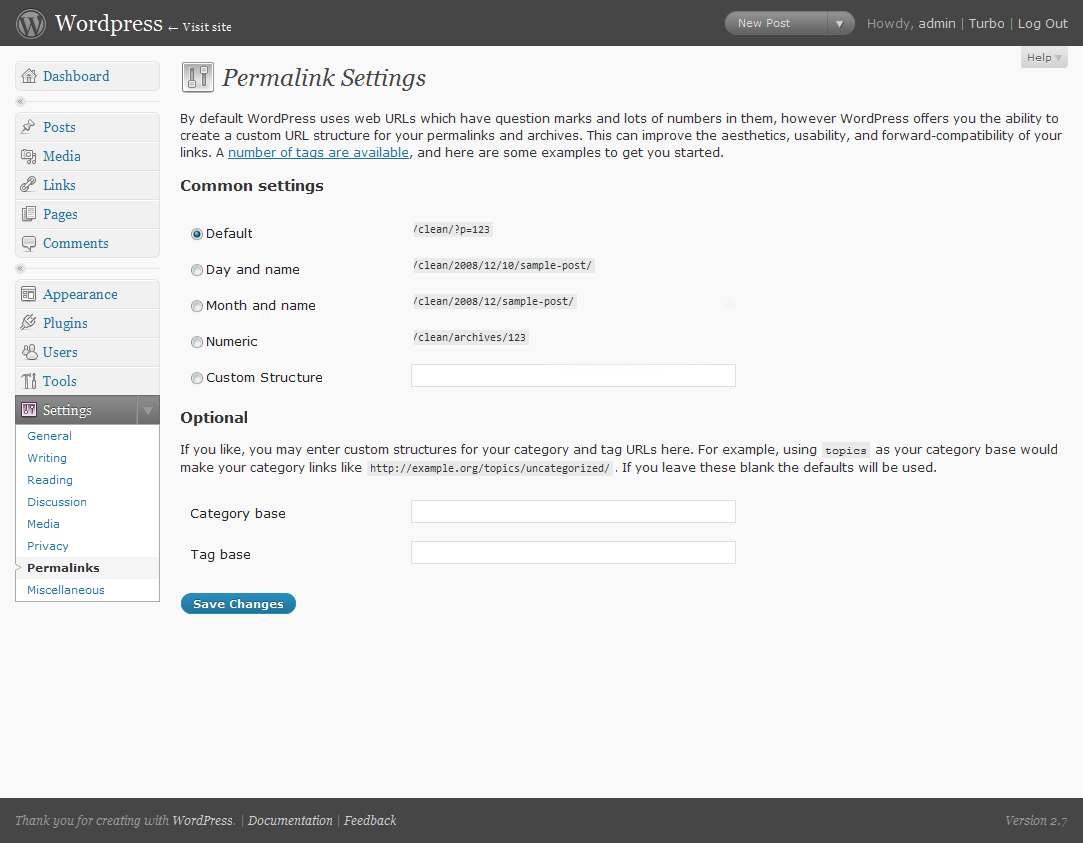 Wordpress ← Visit site
New Post
Howdy, admin | Turbo | Log Out
Help
Dashboard
Posts
Media
Links
Pages
Comments
Appearance
Plugins
Users
Tools
Settings
General
Writing
Reading
Discussion
Media
Privacy
Permalinks
Miscellaneous
Permalink Settings
By default WordPress uses web URLs which have question marks and lots of numbers in them, however WordPress offers you the ability to
create a custom URL structure for your permalinks and archives. This can improve the aesthetics, usability, and forward-compatibility of your
links. A number of tags are available, and here are some examples to get you started.
Common settings
Default /clean/?p=123
Day and name /clean/2008/12/10/sample-post/
Month and name /clean/2008/12/sample-post/
Numeric /clean/archives/123
Custom Structure
Optional
If you like, you may enter custom structures for your category and tag URLs here. For example, using topics as your category base would
make your category links like http://example.org/topics/uncategorized/ . If you leave these blank the defaults will be used.
Category base
Tag base
Save Changes
Thank you for creating with WordPress. | Documentation | Feedback
Version 2.7